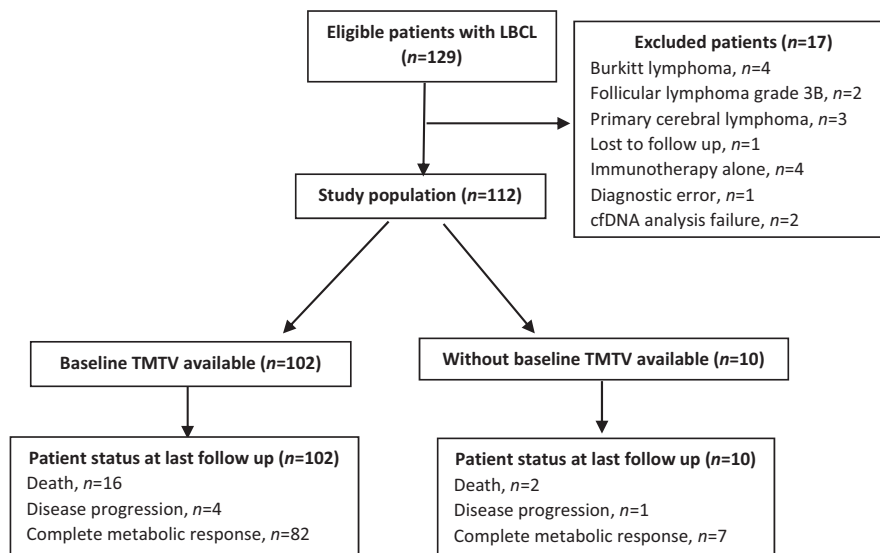 Eligible patients with LBCL
(n=129)
Excluded patients (n=17)
Burkitt lymphoma, n=4
Follicular lymphoma grade 3B, n=2
Primary cerebral lymphoma, n=3
Lost to follow up, n=1
Immunotherapy alone, n=4
Diagnostic error, n=1
cfDNA analysis failure, n=2
Study population (n=112)
Baseline TMTV available (n=102)
Without baseline TMTV available (n=10)
Patient status at last follow up (n=102)
Death, n=16
Disease progression, n=4
Complete metabolic response, n=82
Patient status at last follow up (n=10)
Death, n=2
Disease progression, n=1
Complete metabolic response, n=7